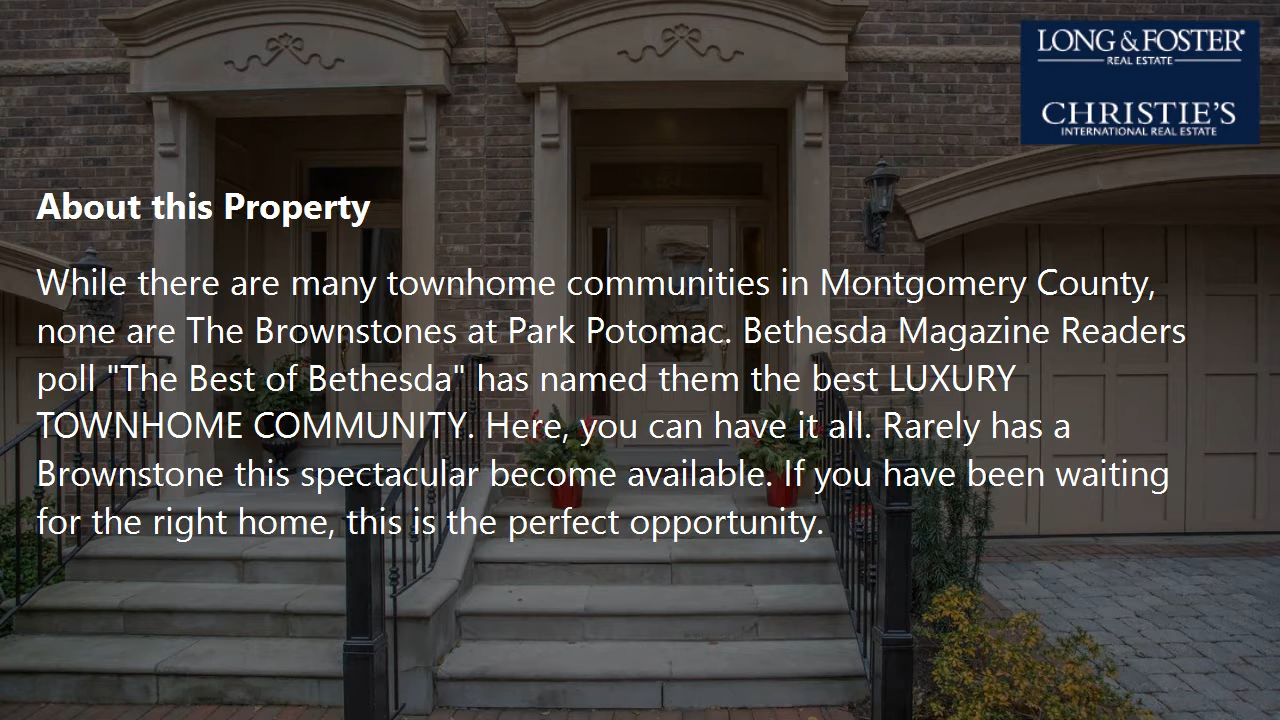 LONG & FOSTER®
REAL ESTATE
CHRISTIE'S
INTERNATIONAL REAL ESTATE
About this Property
While there are many townhome communities in Montgomery County,
none are The Brownstones at Park Potomac. Bethesda Magazine Readers
poll "The Best of Bethesda" has named them the best LUXURY
TOWNHOME COMMUNITY. Here, you can have it all. Rarely has a
Brownstone this spectacular become available. If you have been waiting
for the right home, this is the perfect opportunity.